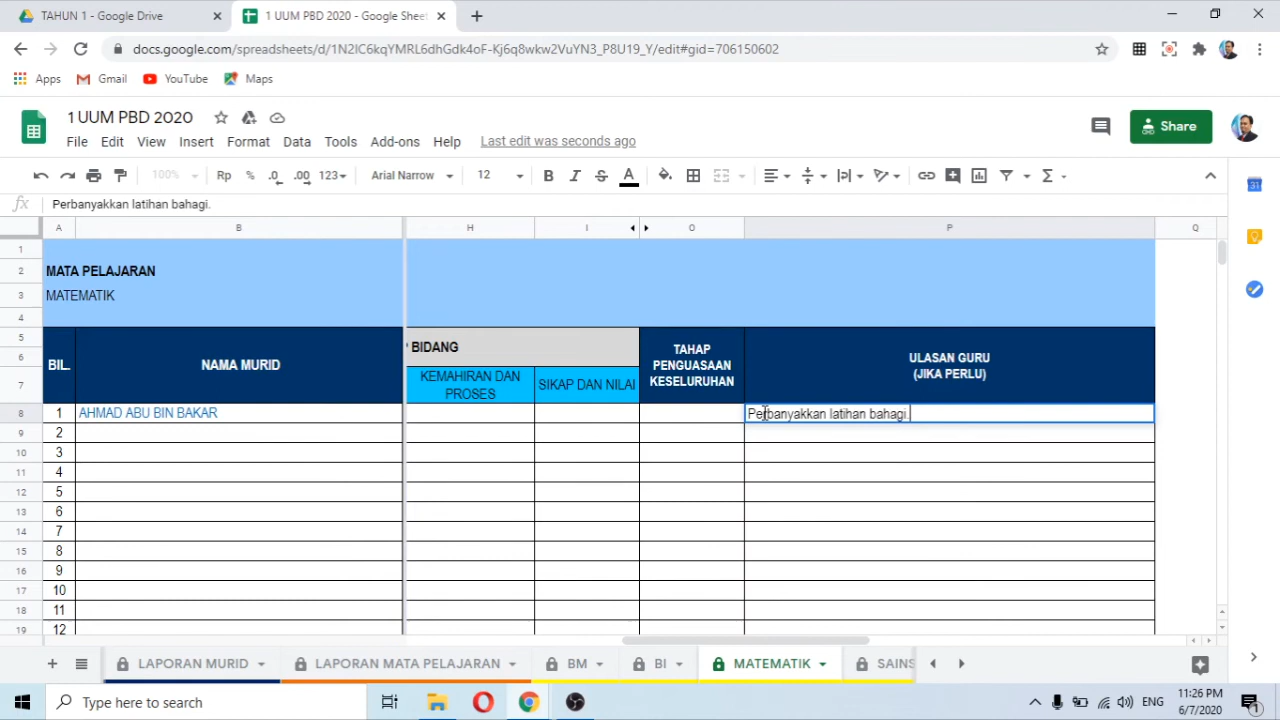 TAHUN 1 - Google Drive
1 UUM PBD 2020 - Google Shee
docs.google.com/spreadsheets/d/1N2IC6kqYMRL6dhGdk4oF-Kj6q8wkw2VuYN3_P8U19_Y/edit#gid=706150602
Apps Gmail YouTube Maps
1 UUM PBD 2020
File Edit View Insert Format Data Tools Add-ons Help Last edit was seconds ago
Share
100% Rp % .0 .00 123 Arial Narrow 12 B I S A
fx Perbanyakkan latihan bahagi.
A B H I O P Q
1
2 MATA PELAJARAN
3 MATEMATIK
4
5 BIDANG
6
7
BIL. NAMA MURID KEMAHIRAN DAN PROSES SIKAP DAN NILAI
TAHAP
PENGUASAAN
KESELURUHAN
ULASAN GURU
(JIKA PERLU)
8 1 AHMAD ABU BIN BAKAR Perbanyakkan latihan bahagi.
9 2
10 3
11 4
12 5
13 6
14 7
15 8
16 9
17 10
18 11
19 12
LAPORAN MURID LAPORAN MATA PELAJARAN BM BI MATEMATIK SAINS
Type here to search
ENG
11:26 PM
6/7/2020